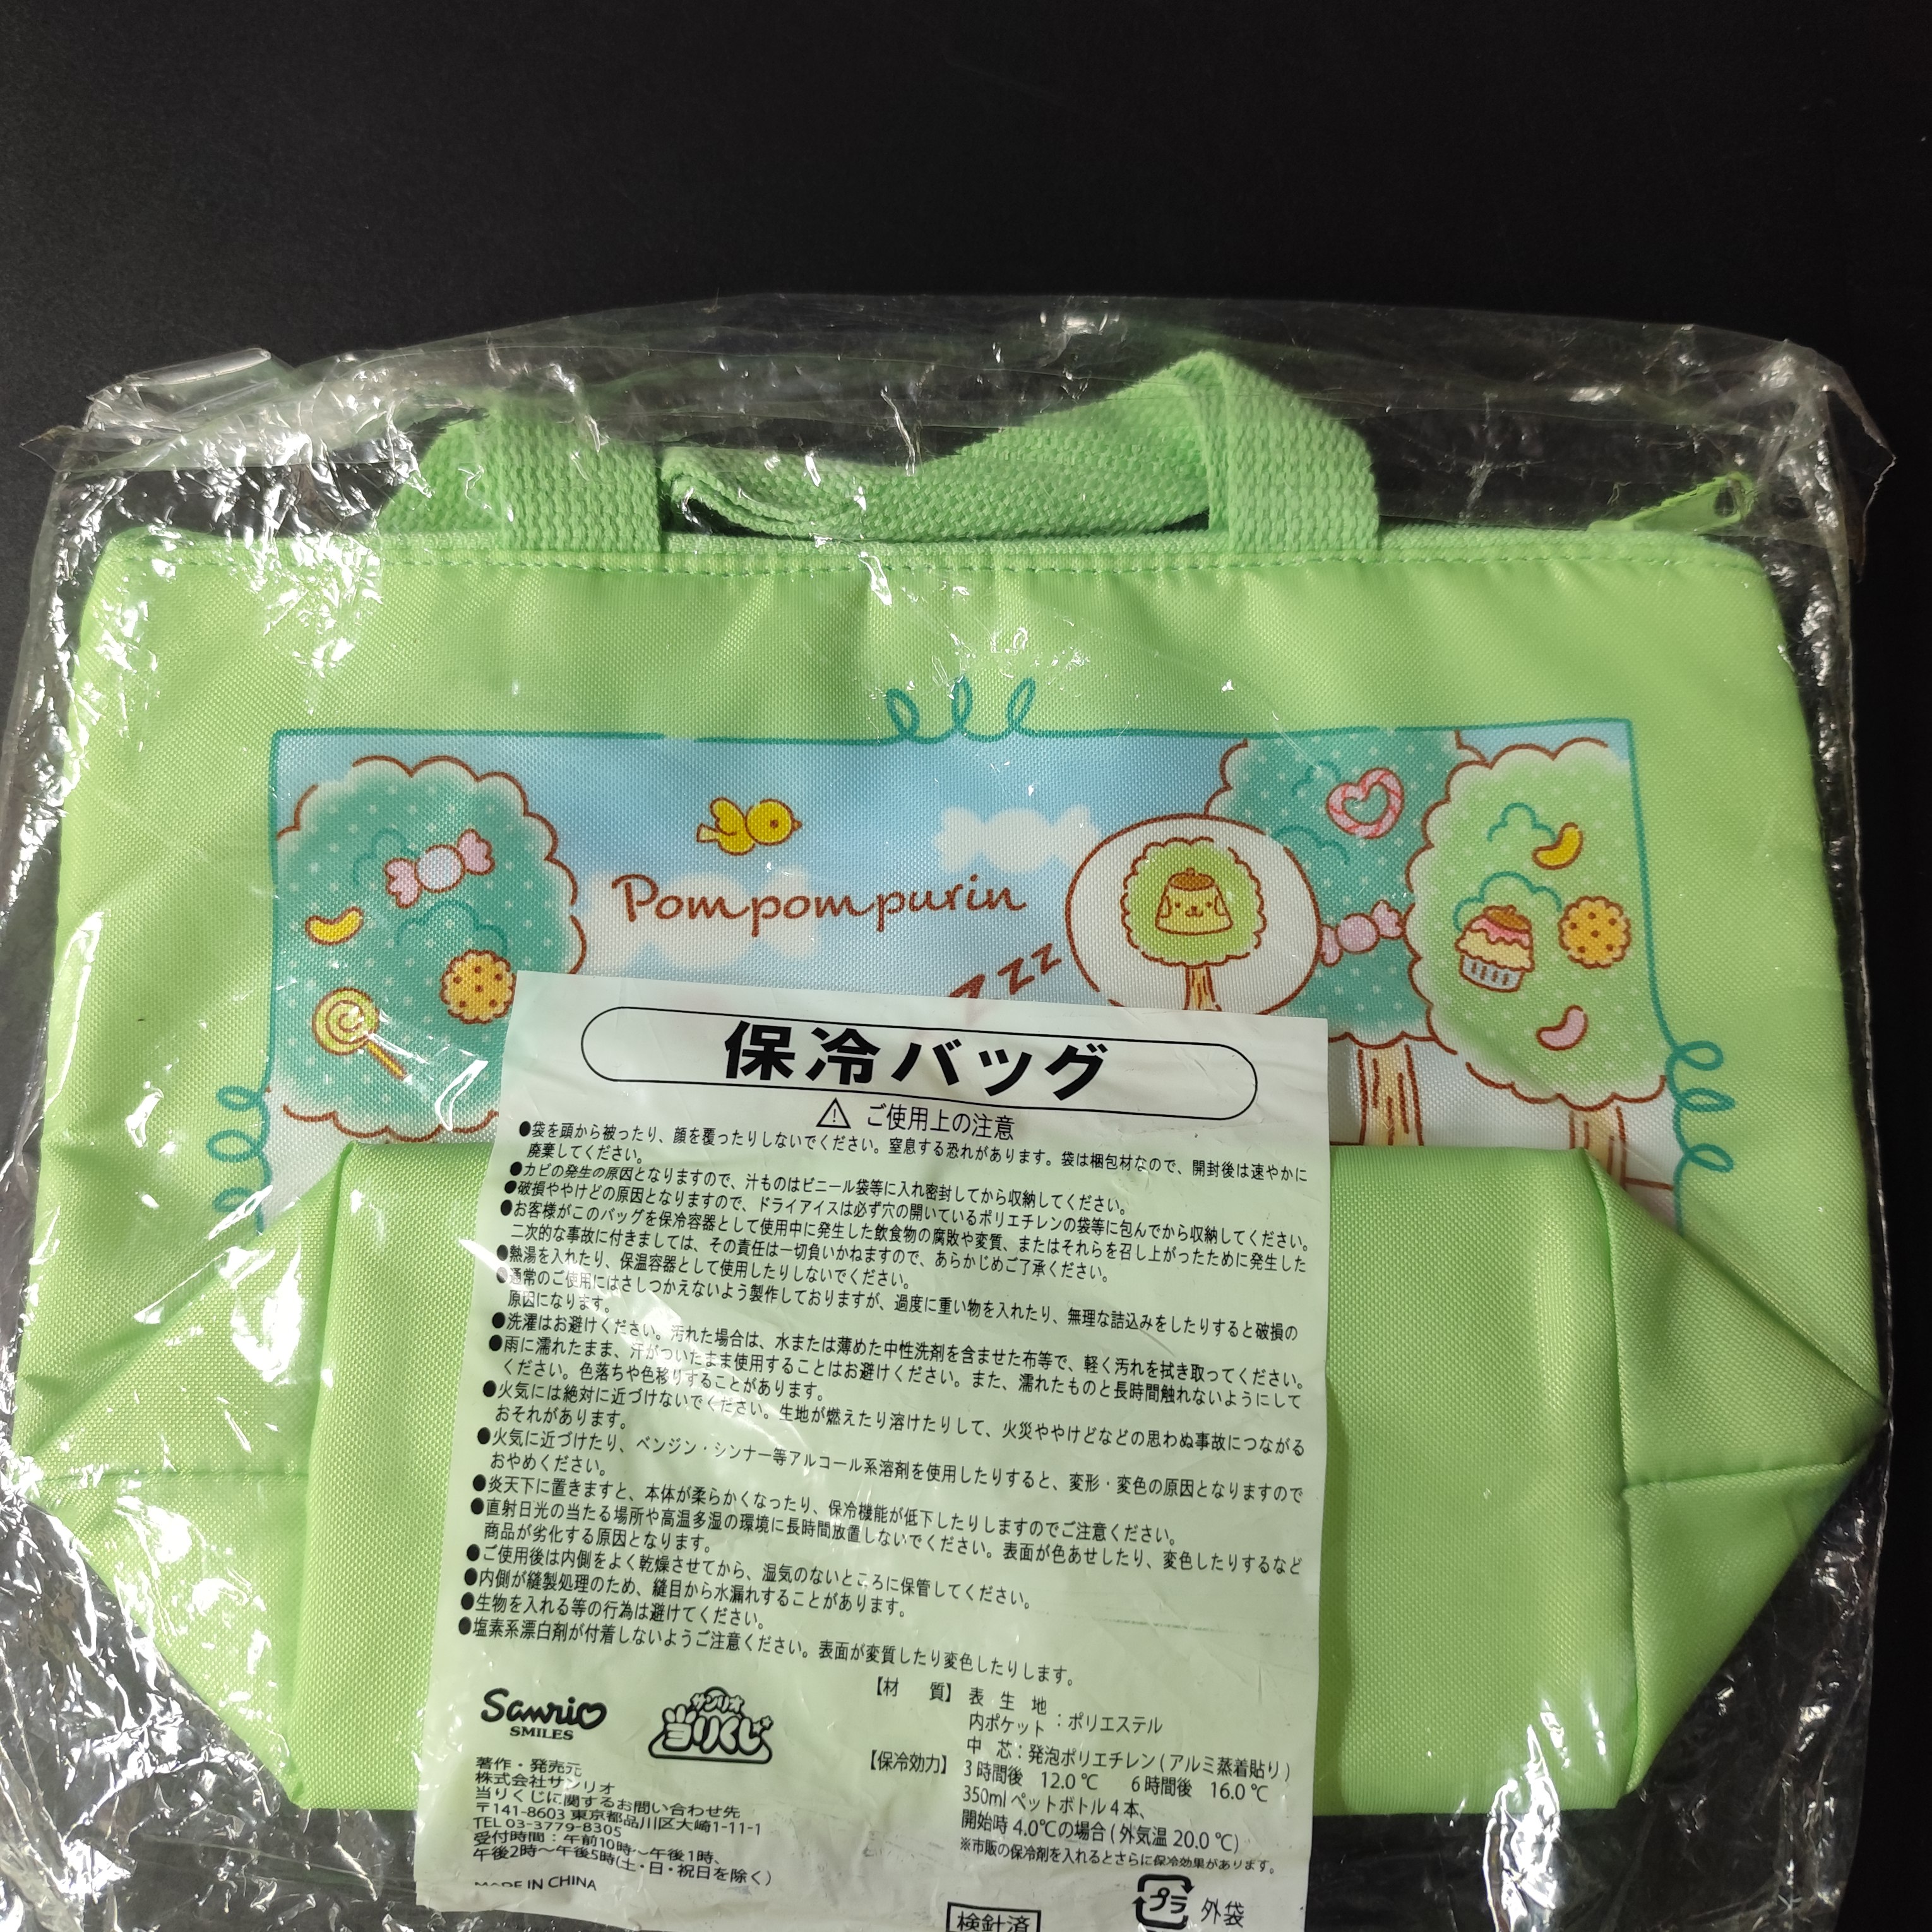 Pompompurin
zzz
保冷バッグ
⚠ ご使用上の注意
●袋を頭から被ったり、顔を覆ったりしないでください。窒息する恐れがあります。袋は梱包材なので、開封後は速やかに
廃棄してください。
●カビの発生の原因となりますので、汁ものはビニール袋等に入れ密封してから収納してください。
●破損ややけどの原因となりますので、ドライアイスは必ず穴の開いているポリエチレンの袋等に包んでから収納してください。
●お客様がこのバッグを保冷容器として使用中に発生した飲食物の腐敗や変質、またはそれらを召し上がったために発生した
二次的な事故に付きましては、その責任は一切負いかねますので、あらかじめご了承ください。
●熱湯を入れたり、保温容器として使用したりしないでください。
●通常のご使用にはさしつかえないよう製作しておりますが、過度に重い物を入れたり、無理な詰込みをしたりすると破損の
原因になります。
●洗濯はお避けください。汚れた場合は、水または薄めた中性洗剤を含ませた布等で、軽く汚れを拭き取ってください。
●雨に濡れたまま、汗がついたまま使用することはお避けください。また、濡れたものと長時間触れないようにして
ください。色落ちや色移りすることがあります。
●火気には絶対に近づけないでください。生地が燃えたり溶けたりして、火災ややけどなどの思わぬ事故につながる
おそれがあります。
●火気に近づけたり、ベンジン・シンナー等アルコール系溶剤を使用したりすると、変形・変色の原因となりますので
おやめください。
●炎天下に置きますと、本体が柔らかくなったり、保冷機能が低下したりしますのでご注意ください。
●直射日光の当たる場所や高温多湿の環境に長時間放置しないでください。表面が色あせしたり、変色したりするなど
商品が劣化する原因となります。
●ご使用後は内側をよく乾燥させてから、湿気のないところに保管してください。
●内側が縫製処理のため、縫目から水漏れすることがあります。
●生物を入れる等の行為は避けてください。
●塩素系漂白剤が付着しないようご注意ください。表面が変質したり変色したりします。
Sanrio
SMILES
サンリオ
当りくじ
著作・発売元
株式会社サンリオ
当りくじに関するお問い合わせ先
〒141-8603 東京都品川区大崎1-11-1
TEL 03-3779-8305
受付時間：午前10時～午後1時、
午後2時～午後5時(土・日・祝日を除く)
MADE IN CHINA
【材　質】表 生 地
内ポケット：ポリエステル
中　芯：発泡ポリエチレン(アルミ蒸着貼り)
【保冷効力】3時間後　12.0℃　6時間後　16.0℃
350mlペットボトル4本、
開始時 4.0℃の場合(外気温 20.0℃)
※市販の保冷剤を入れるとさらに保冷効果があります。
検針済
プラ 外袋